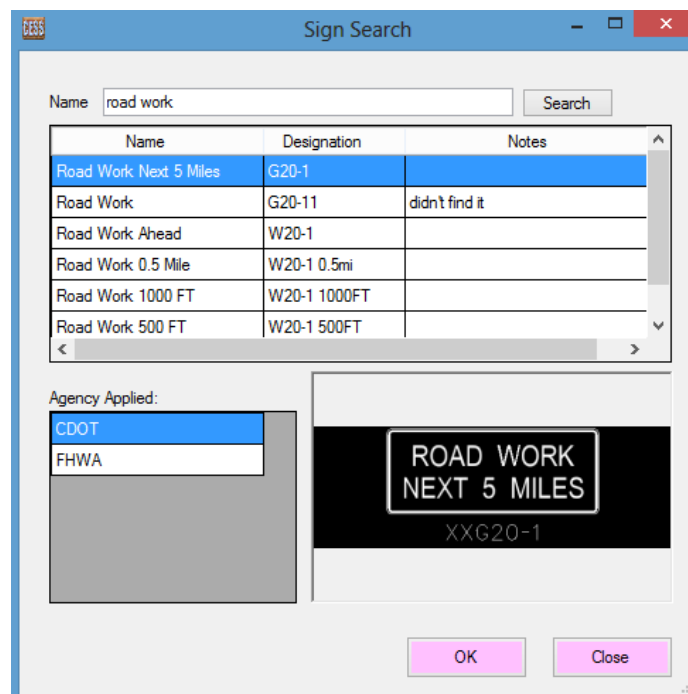 CESS
Sign Search
Name road work Search
Name Designation Notes
Road Work Next 5 Miles G20-1
Road Work G20-11 didn't find it
Road Work Ahead W20-1
Road Work 0.5 Mile W20-1 0.5mi
Road Work 1000 FT W20-1 1000FT
Road Work 500 FT W20-1 500FT
Agency Applied:
CDOT
FHWA
ROAD WORK
NEXT 5 MILES
XXG20-1
OK Close